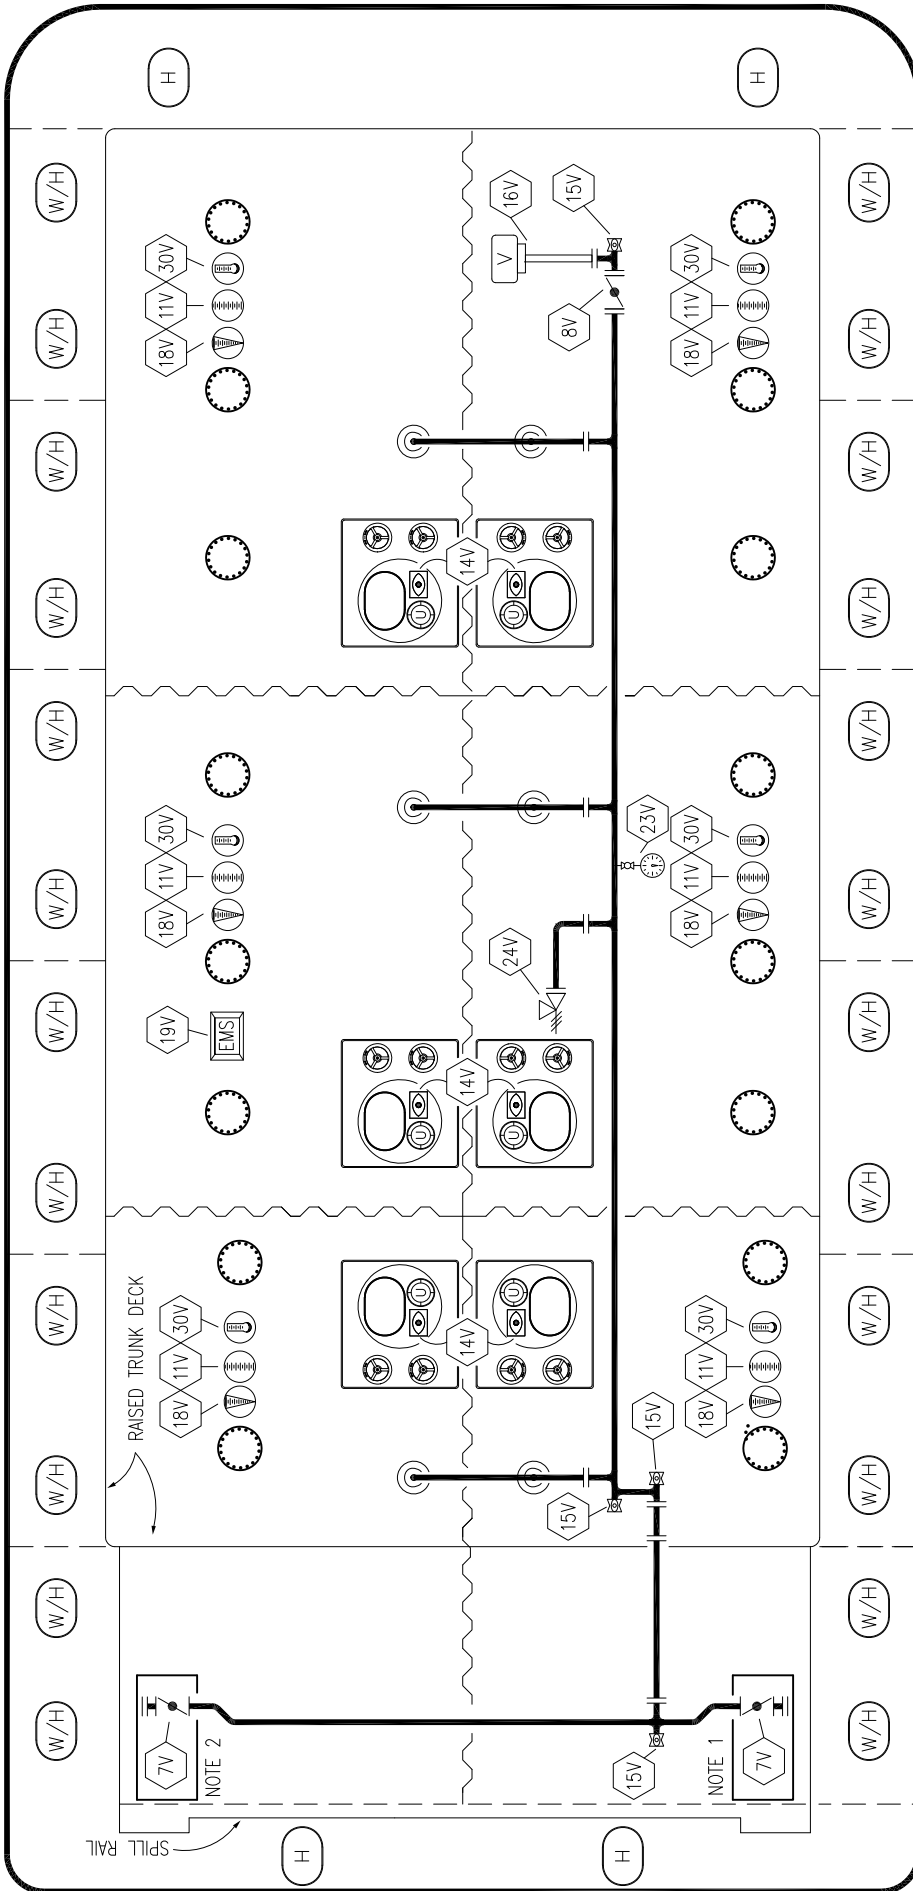 H
H
W/H
W/H
30V
11V
18V
16V
15V
V
8V
30V
11V
18V
W/H
W/H
W/H
W/H
W/H
W/H
14V
U
U
W/H
W/H
30V
11V
18V
23V
30V
11V
18V
W/H
W/H
24V
19V
EMS
W/H
W/H
14V
U
U
W/H
W/H
RAISED TRUNK DECK
30V
11V
18V
U
U
14V
30V
11V
18V
W/H
W/H
W/H
W/H
15V
15V
W/H
W/H
W/H
W/H
7V
NOTE 2
15V
NOTE 1
7V
SPILL RAIL
H
H